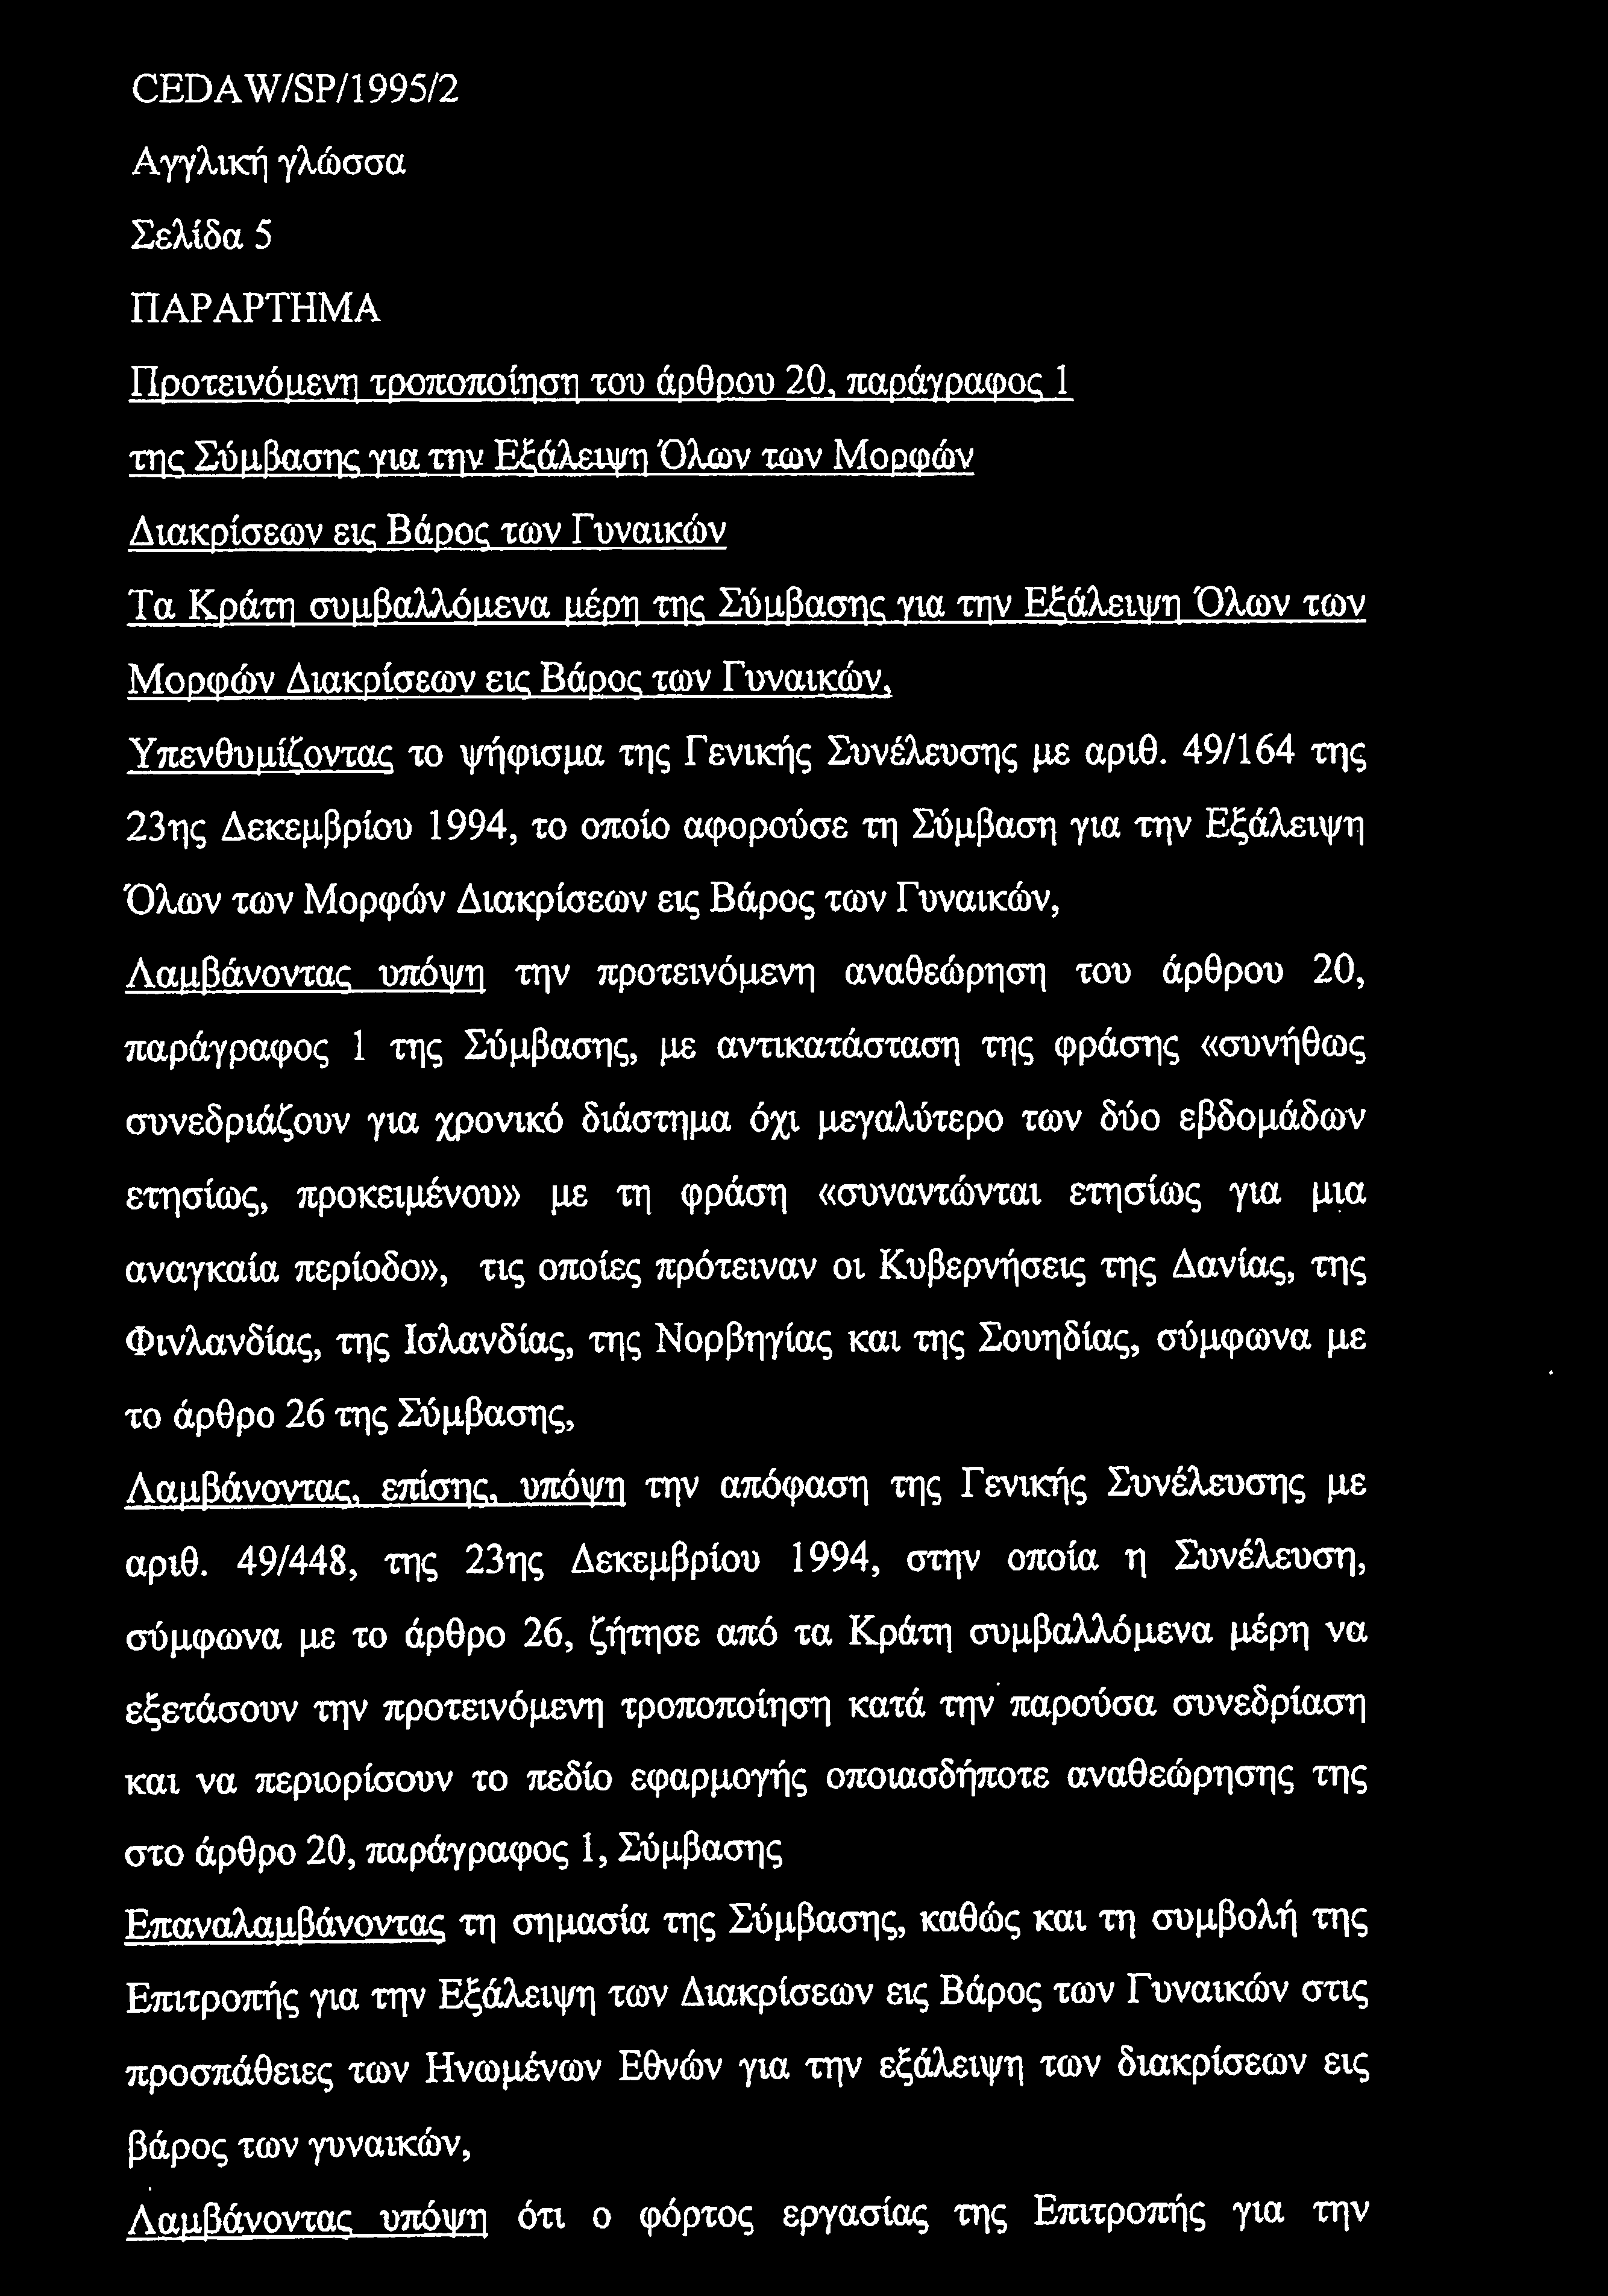 CEDAW/SP/1995/2
Αγγλική γλώσσα
Σελίδα 5
ΠΑΡΑΡΤΗΜΑ
Προτεινόμενη τροποποίηση του άρθρου 20, παράγραφος 1
της Σύμβασης για την Εξάλειψη Όλων των Μορφών
Διακρίσεων εις Βάρος των Γυναικών
Τα Κράτη συμβαλλόμενα μέρη της Σύμβασης για την Εξάλειψη Όλων των
Μορφών Διακρίσεων εις Βάρος των Γυναικών,
Υπενθυμίζοντας το ψήφισμα της Γενικής Συνέλευσης με αριθ. 49/164 της
23ης Δεκεμβρίου 1994, το οποίο αφορούσε τη Σύμβαση για την Εξάλειψη
Όλων των Μορφών Διακρίσεων εις Βάρος των Γυναικών,
Λαμβάνοντας υπόψη την προτεινόμενη αναθεώρηση του άρθρου 20,
παράγραφος 1 της Σύμβασης, με αντικατάσταση της φράσης «συνήθως
συνεδριάζουν για χρονικό διάστημα όχι μεγαλύτερο των δύο εβδομάδων
ετησίως, προκειμένου» με τη φράση «συναντώνται ετησίως για μια
αναγκαία περίοδο», τις οποίες πρότειναν οι Κυβερνήσεις της Δανίας, της
Φινλανδίας, της Ισλανδίας, της Νορβηγίας και της Σουηδίας, σύμφωνα με
το άρθρο 26 της Σύμβασης,
Λαμβάνοντας, επίσης, υπόψη την απόφαση της Γενικής Συνέλευσης με
αριθ. 49/448, της 23ης Δεκεμβρίου 1994, στην οποία η Συνέλευση,
σύμφωνα με το άρθρο 26, ζήτησε από τα Κράτη συμβαλλόμενα μέρη να
εξετάσουν την προτεινόμενη τροποποίηση κατά την παρούσα συνεδρίαση
και να περιορίσουν το πεδίο εφαρμογής οποιασδήποτε αναθεώρησης της
στο άρθρο 20, παράγραφος 1, Σύμβασης
Επαναλαμβάνοντας τη σημασία της Σύμβασης, καθώς και τη συμβολή της
Επιτροπής για την Εξάλειψη των Διακρίσεων εις Βάρος των Γυναικών στις
προσπάθειες των Ηνωμένων Εθνών για την εξάλειψη των διακρίσεων εις
βάρος των γυναικών,
Λαμβάνοντας υπόψη ότι ο φόρτος εργασίας της Επιτροπής για την